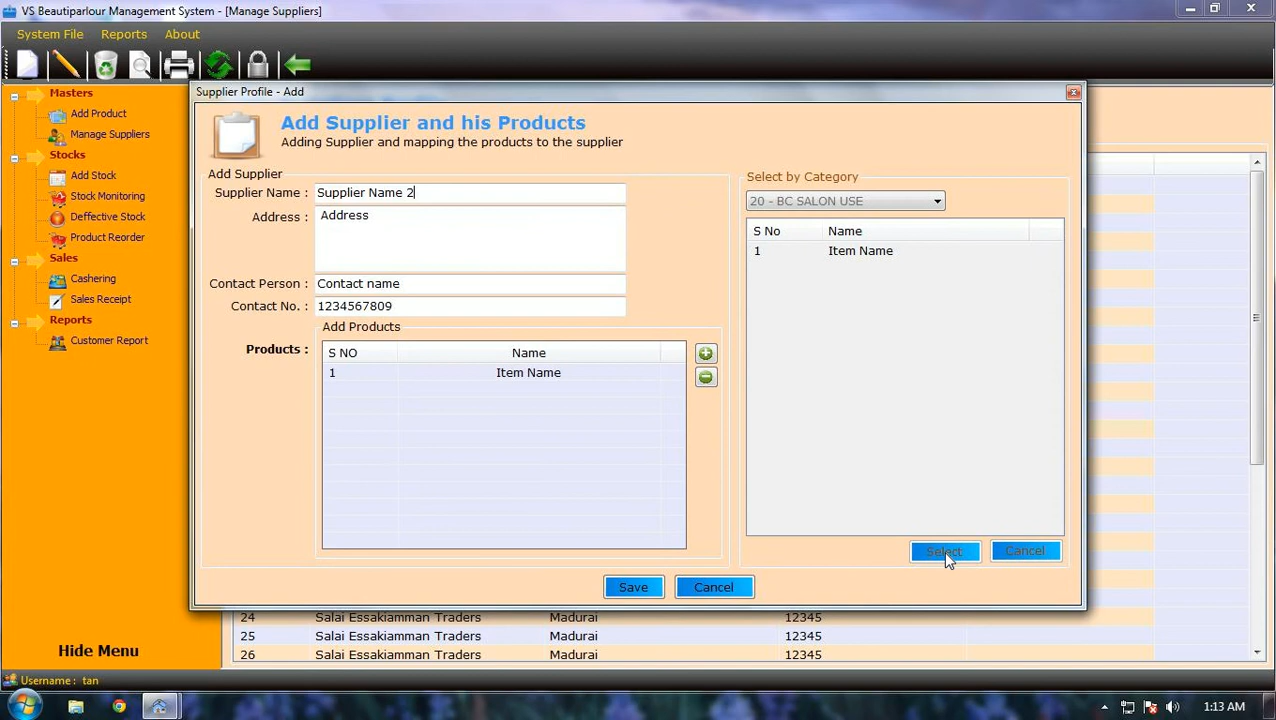 VS Beautiparlour Management System - [Manage Suppliers]
System File Reports About
Masters
Add Product
Manage Suppliers
Stocks
Add Stock
Stock Monitoring
Deffective Stock
Product Reorder
Sales
Cashering
Sales Receipt
Reports
Customer Report
Hide Menu
Supplier Profile - Add
Add Supplier and his Products
Adding Supplier and mapping the products to the supplier
Add Supplier
Supplier Name : Supplier Name 2
Address : Address
Contact Person : Contact name
Contact No. : 1234567809
Add Products
Products :
S NO Name
1 Item Name
Select by Category
20 - BC SALON USE
S No Name
1 Item Name
Select Cancel
Save Cancel
24 Salai Essakiamman Traders Madurai 12345
25 Salai Essakiamman Traders Madurai 12345
26 Salai Essakiamman Traders Madurai 12345
Username : tan
1:13 AM